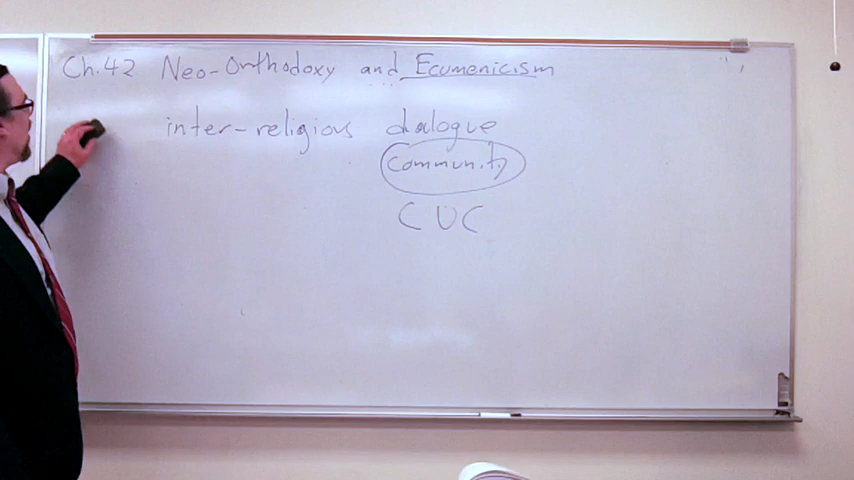 Ch. 42 Neo-Orthodoxy and Ecumenicism
inter-religious dialogue
community
CUC